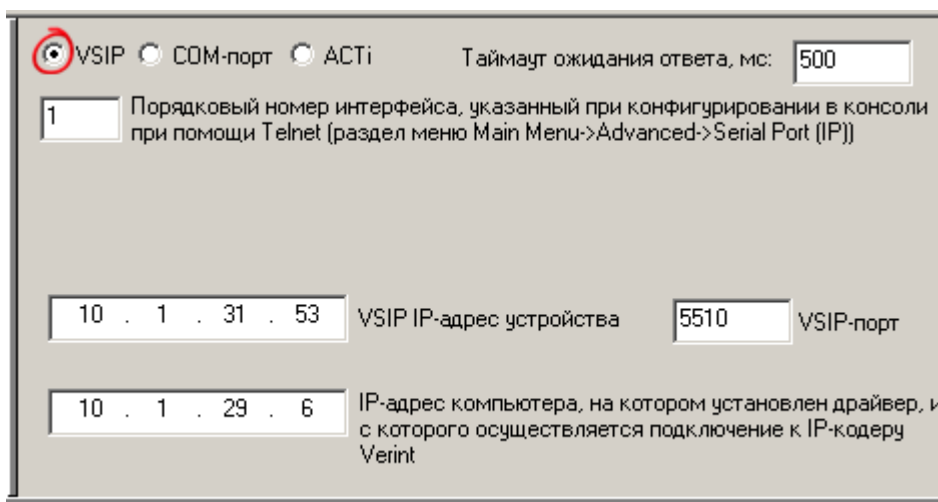 VSIP COM-порт ACTi Таймаут ожидания ответа, мс: 500
1 Порядковый номер интерфейса, указанный при конфигурировании в консоли
при помощи Telnet (раздел меню Main Menu->Advanced->Serial Port (IP))
10 . 1 . 31 . 53 VSIP IP-адрес устройства 5510 VSIP-порт
10 . 1 . 29 . 6 IP-адрес компьютера, на котором установлен драйвер, и
с которого осуществляется подключение к IP-кодеру
Verint